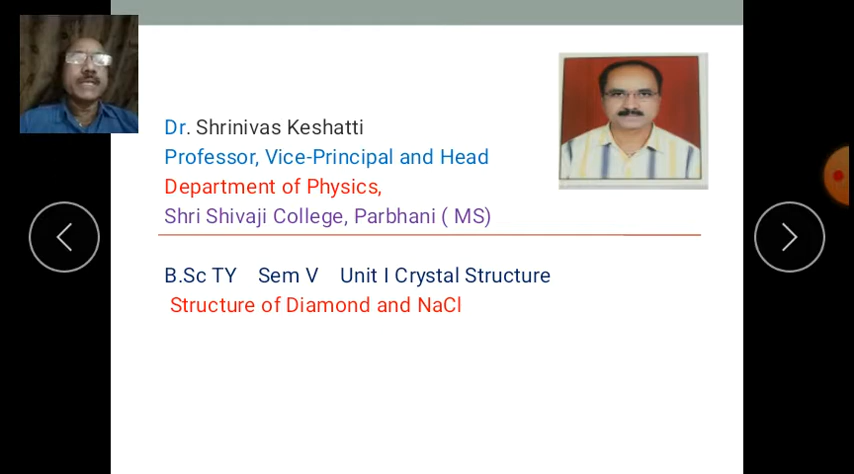 Dr. Shrinivas Keshatti
Professor, Vice-Principal and Head
Department of Physics,
Shri Shivaji College, Parbhani ( MS)
B.Sc TY Sem V Unit I Crystal Structure
Structure of Diamond and NaCl